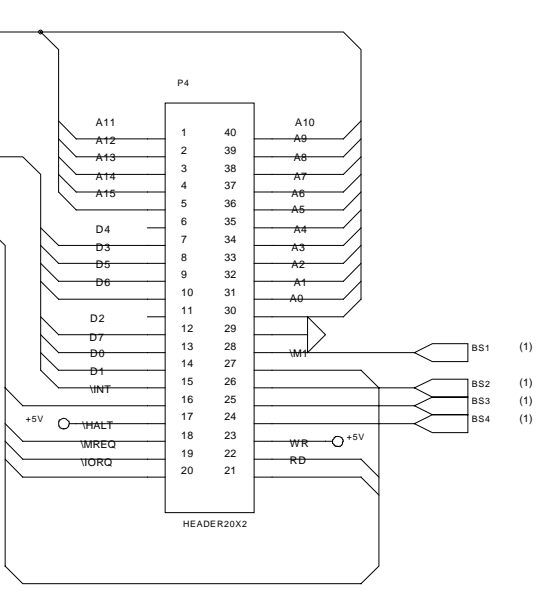 P4
A11 A10
1 40
A12 A9
2 39
A13 A8
3 38
A14 A7
4 37
A15 A6
5 36
A5
6 35
D4 A4
7 34
D3 A3
8 33
D5 A2
9 32
D6 A1
10 31
A0
11 30
D2
12 29
D7
13 28
D0 \M1 BS1 (1)
14 27
D1
15 26
\INT BS2 (1)
16 25
BS3 (1)
17 24
+5V \HALT BS4 (1)
18 23
\MREQ WR +5V
19 22
\IORQ RD
20 21
HEADER20X2